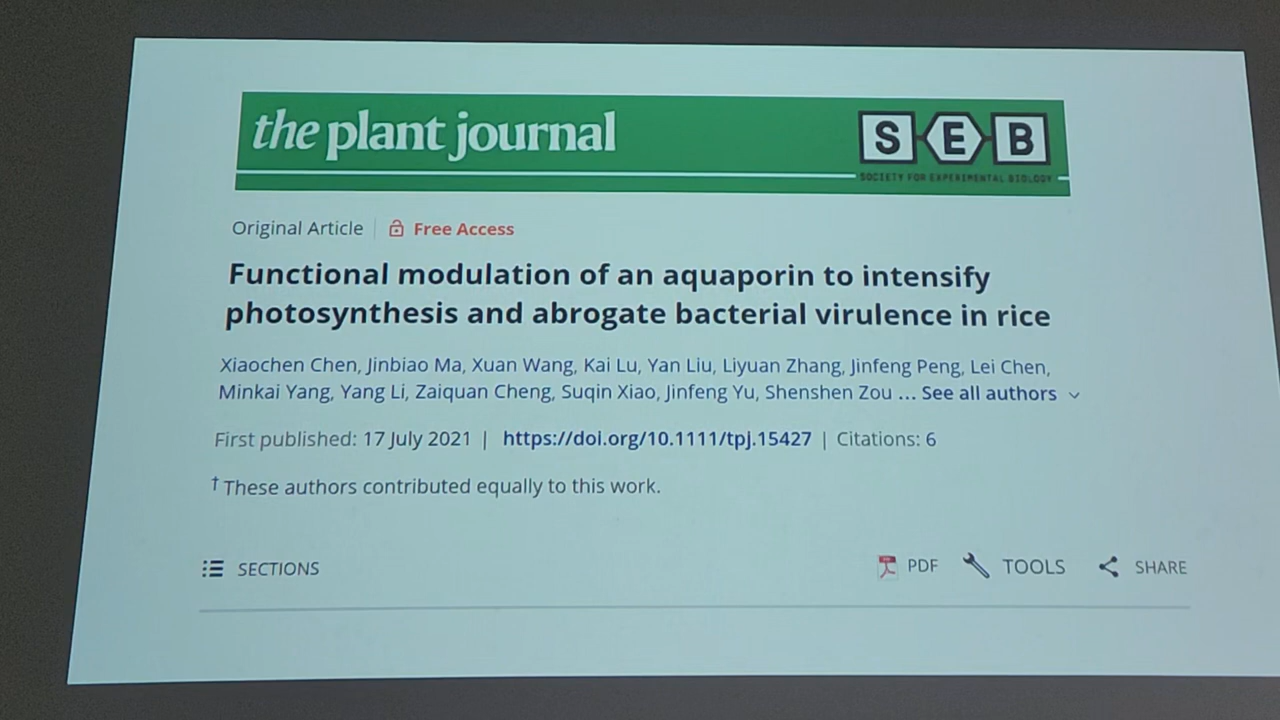 the plant journal
S E B
SOCIETY FOR EXPERIMENTAL BIOLOGY
Original Article | Free Access
Functional modulation of an aquaporin to intensify
photosynthesis and abrogate bacterial virulence in rice
Xiaochen Chen, Jinbiao Ma, Xuan Wang, Kai Lu, Yan Liu, Liyuan Zhang, Jinfeng Peng, Lei Chen,
Minkai Yang, Yang Li, Zaiquan Cheng, Suqin Xiao, Jinfeng Yu, Shenshen Zou ... See all authors
First published: 17 July 2021 | https://doi.org/10.1111/tpj.15427 | Citations: 6
† These authors contributed equally to this work.
SECTIONS PDF TOOLS SHARE